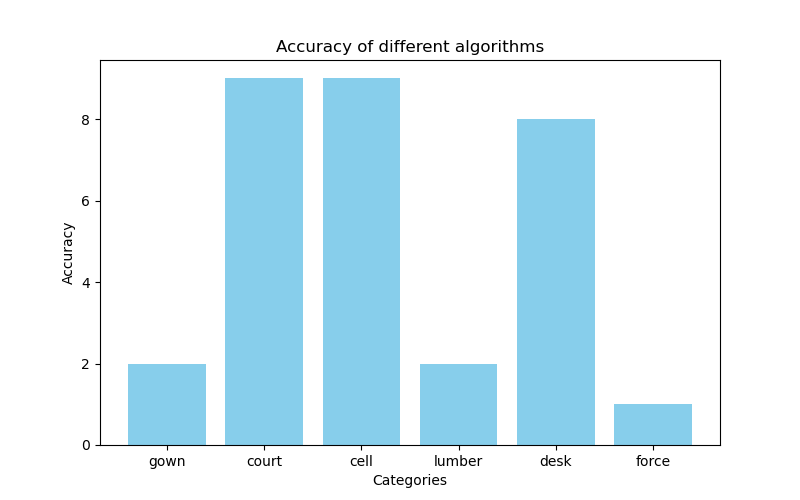 Accuracy of different algorithms
Accuracy
8
6
4
2
0
gown court cell lumber desk force
Categories